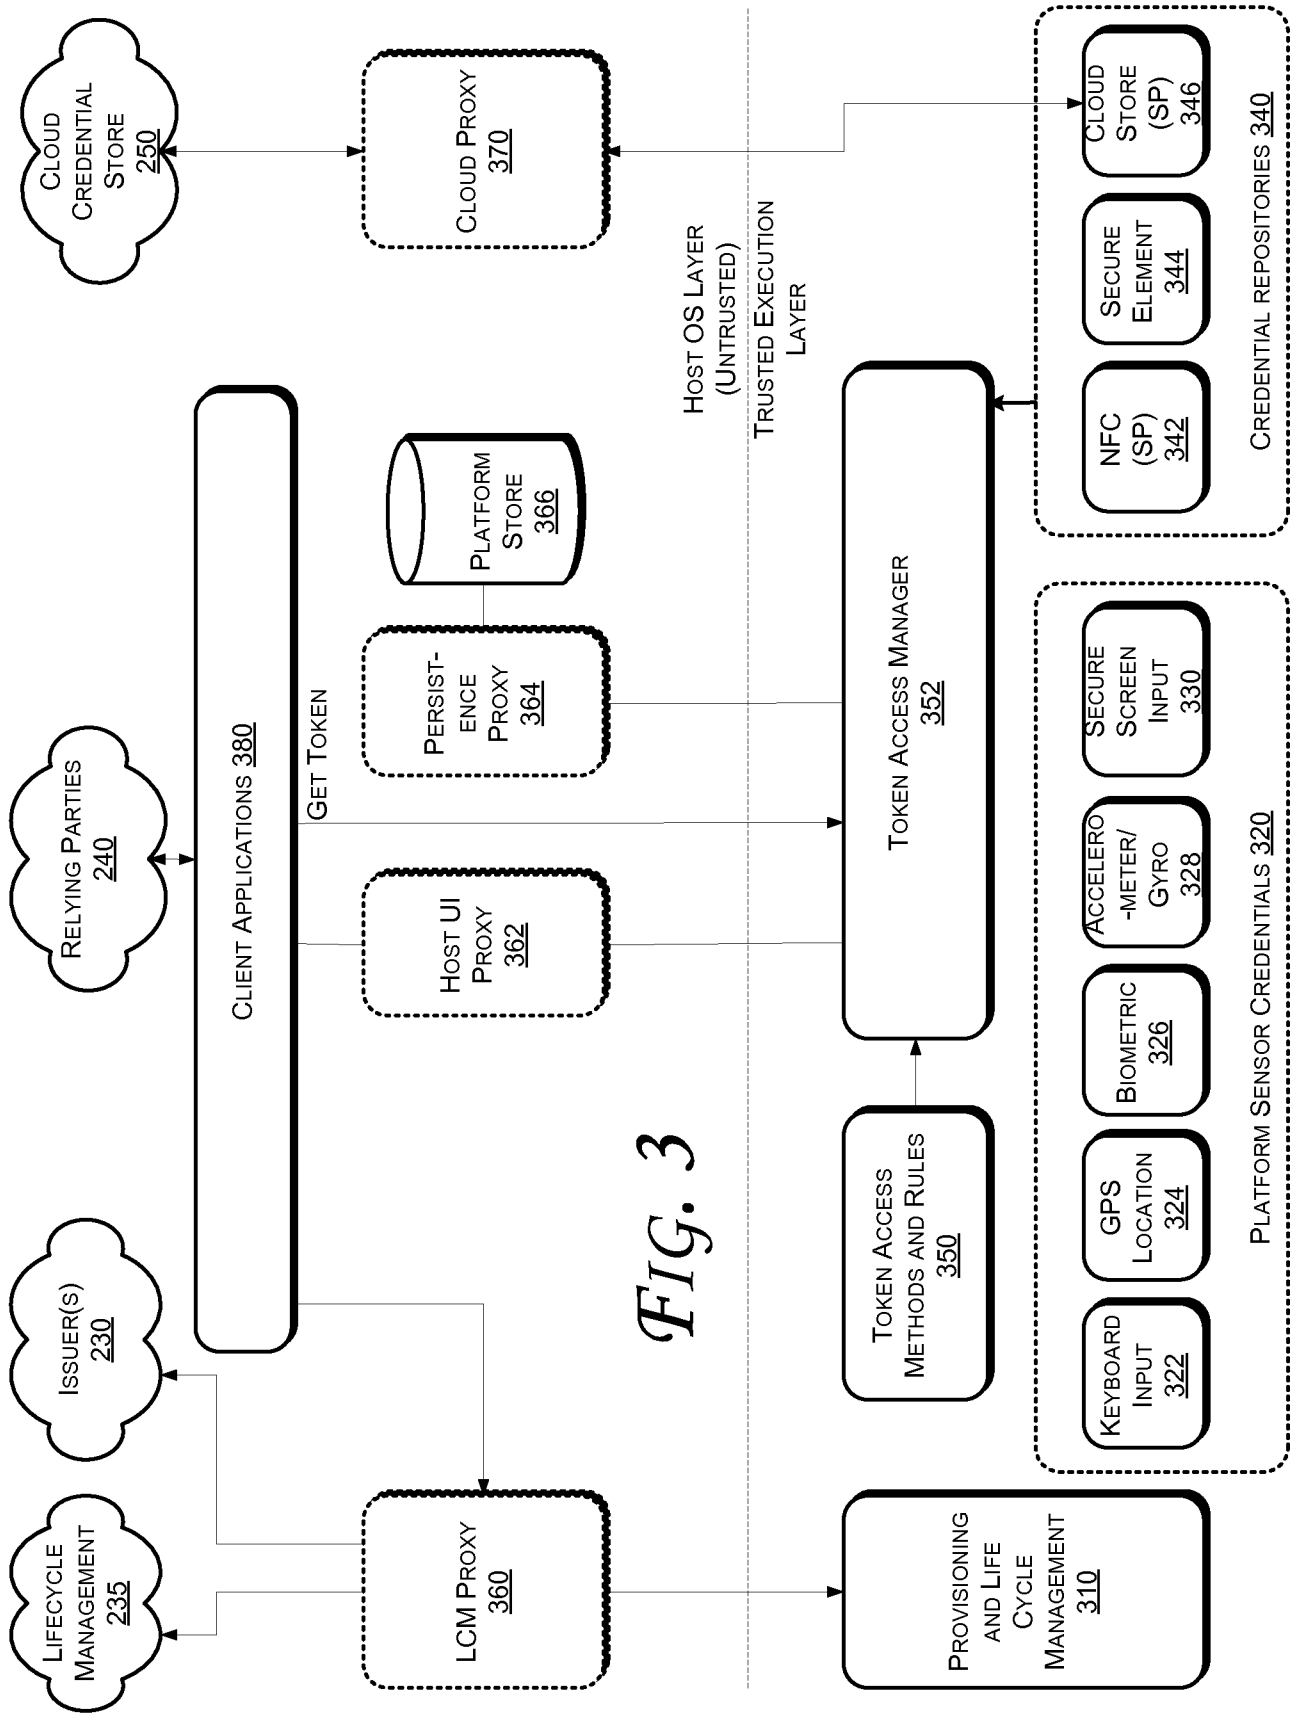 LIFECYCLE
MANAGEMENT
235
ISSUER(S)
230
RELYING PARTIES
240
CLOUD
CREDENTIAL
STORE
250
CLIENT APPLICATIONS 380
GET TOKEN
LCM PROXY
360
HOST UI
PROXY
362
PERSIST-
ENCE
PROXY
364
PLATFORM
STORE
366
CLOUD PROXY
370
FIG. 3
HOST OS LAYER
(UNTRUSTED)
TRUSTED EXECUTION
LAYER
PROVISIONING
AND LIFE
CYCLE
MANAGEMENT
310
TOKEN ACCESS
METHODS AND RULES
350
TOKEN ACCESS MANAGER
352
KEYBOARD
INPUT
322
GPS
LOCATION
324
BIOMETRIC
326
ACCELERO
-METER/
GYRO
328
SECURE
SCREEN
INPUT
330
PLATFORM SENSOR CREDENTIALS 320
NFC
(SP)
342
SECURE
ELEMENT
344
CLOUD
STORE
(SP)
346
CREDENTIAL REPOSITORIES 340